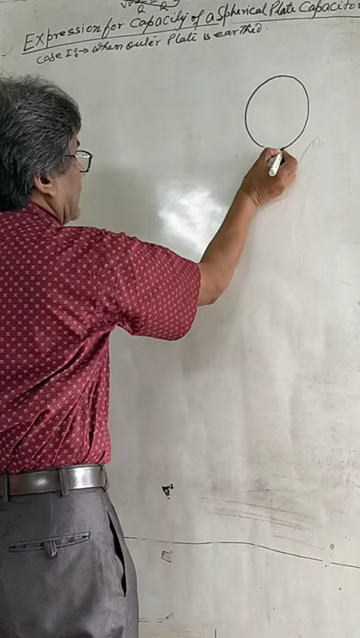 Expression for Capacity of a Spherical Plate Capacitor
case I:→ when outer Plate is earthed.